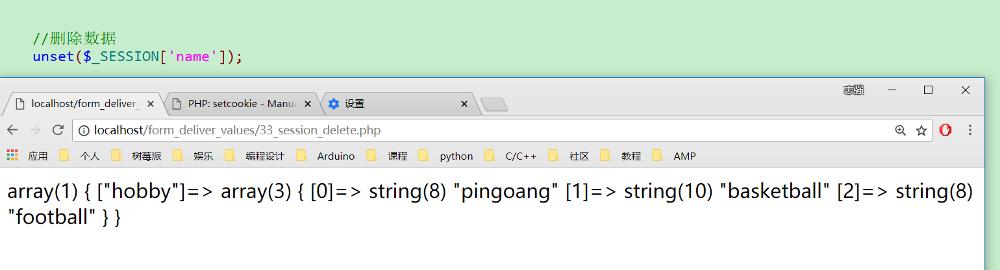 //删除数据
unset($_SESSION['name']);
志强
localhost/form_deliver_ PHP: setcookie - Manua 设置
localhost/form_deliver_values/33_session_delete.php
应用 个人 树莓派 娱乐 编程设计 Arduino 课程 python C/C++ 社区 教程 AMP
array(1) { ["hobby"]=> array(3) { [0]=> string(8) "pingoang" [1]=> string(10) "basketball" [2]=> string(8)
"football" } }